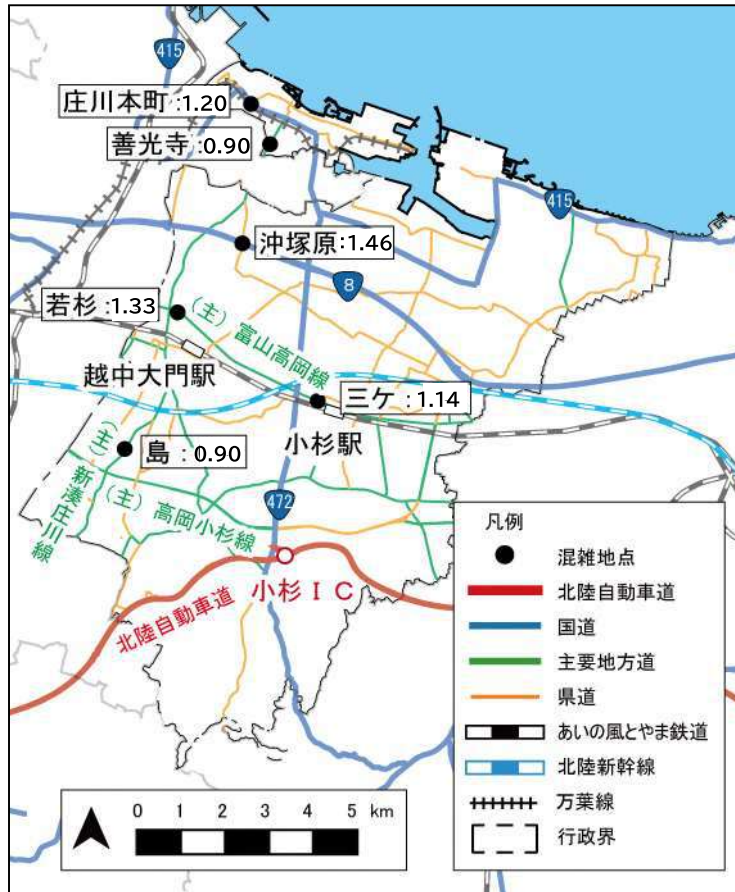 415
庄川本町:1.20
善光寺:0.90
415
沖塚原:1.46
8
若杉:1.33
(主)富山高岡線
越中大門駅
三ケ:1.14
小杉駅
島:0.90
(主)新湊庄川線
(主)高岡小杉線
472
小杉IC
北陸自動車道
凡例
混雑地点
北陸自動車道
国道
主要地方道
県道
あいの風とやま鉄道
北陸新幹線
万葉線
行政界
0 1 2 3 4 5 km